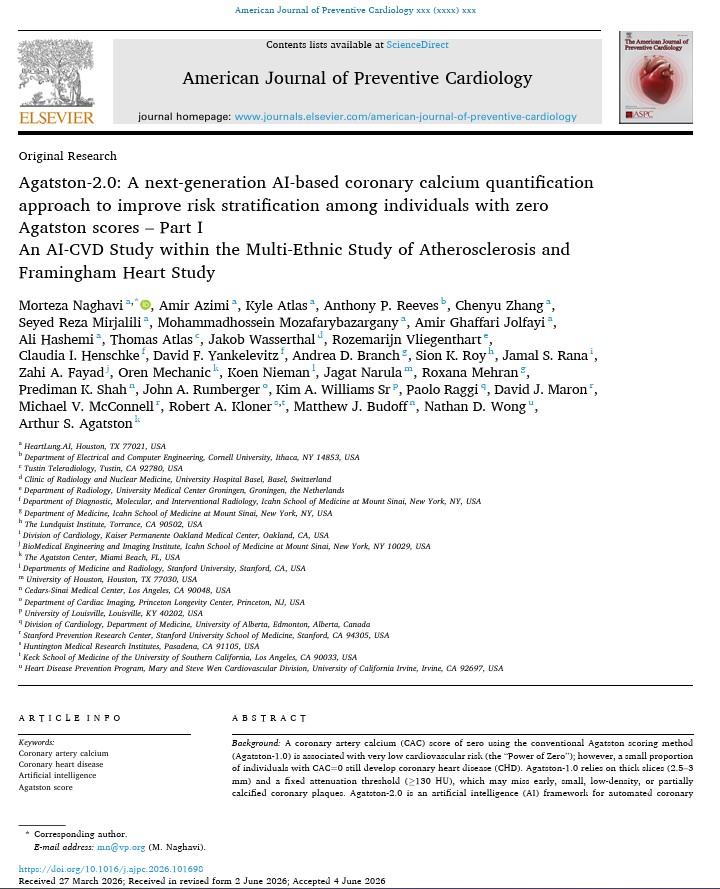 American Journal of Preventive Cardiology xxx (xxxx) xxx
Contents lists available at ScienceDirect
American Journal of Preventive Cardiology
journal homepage: www.journals.elsevier.com/american-journal-of-preventive-cardiology
ELSEVIER
The American Journal of
Preventive Cardiology
ASPC
Original Research
Agatston-2.0: A next-generation AI-based coronary calcium quantification
approach to improve risk stratification among individuals with zero
Agatston scores – Part I
An AI-CVD Study within the Multi-Ethnic Study of Atherosclerosis and
Framingham Heart Study
Morteza Naghavi a,*, Amir Azimi a, Kyle Atlas a, Anthony P. Reeves b, Chenyu Zhang a,
Seyed Reza Mirjalili a, Mohanmadhossein Mozafarybazargany a, Amir Ghaffari Jolfayi a,
Ali Hashemi a, Thomas Atlas c, Jakob Wasserthal d, Rozemarijn Vliegenthart e,
Claudia I. Henschke f, David F. Yankelevitz f, Andrea D. Branch g, Sion K. Roy h, Jamal S. Rana i,
Zahi A. Fayad j, Oren Mechanic k, Koen Nieman l, Jagat Narula m, Roxana Mehran g,
Prediman K. Shah n, John A. Rumberger o, Kim A. Williams Sr p, Paolo Raggi q, David J. Maron r,
Michael V. McConnell r, Robert A. Kloner s,t, Matthew J. Budoff n, Nathan D. Wong u,
Arthur S. Agatston k
a HeartLung.AI, Houston, TX 77021, USA
b Department of Electrical and Computer Engineering, Cornell University, Ithaca, NY 14853, USA
c Tustin Teleradiology, Tustin, CA 92780, USA
d Clinic of Radiology and Nuclear Medicine, University Hospital Basel, Basel, Switzerland
e Department of Radiology, University Medical Center Groningen, Groningen, the Netherlands
f Department of Diagnostic, Molecular, and Interventional Radiology, Icahn School of Medicine at Mount Sinai, New York, NY, USA
g Department of Medicine, Icahn School of Medicine at Mount Sinai, New York, NY, USA
h The Lundquist Institute, Torrance, CA 90502, USA
i Division of Cardiology, Kaiser Permanente Oakland Medical Center, Oakland, CA, USA
j BioMedical Engineering and Imaging Institute, Icahn School of Medicine at Mount Sinai, New York, NY 10029, USA
k The Agatston Center, Miami Beach, FL, USA
l Departments of Medicine and Radiology, Stanford University, Stanford, CA, USA
m University of Houston, Houston, TX 77030, USA
n Cedars-Sinai Medical Center, Los Angeles, CA 90048, USA
o Department of Cardiac Imaging, Princeton Longevity Center, Princeton, NJ, USA
p University of Louisville, Louisville, KY 40202, USA
q Division of Cardiology, Department of Medicine, University of Alberta, Edmonton, Alberta, Canada
r Stanford Prevention Research Center, Stanford University School of Medicine, Stanford, CA 94305, USA
s Huntington Medical Research Institutes, Pasadena, CA 91105, USA
t Keck School of Medicine of the University of Southern California, Los Angeles, CA 90033, USA
u Heart Disease Prevention Program, Mary and Steve Wen Cardiovascular Division, University of California Irvine, Irvine, CA 92697, USA
ARTICLE INFO
Keywords:
Coronary artery calcium
Coronary heart disease
Artificial intelligence
Agatston score
ABSTRACT
Background: A coronary artery calcium (CAC) score of zero using the conventional Agatston scoring method
(Agatston-1.0) is associated with very low cardiovascular risk (the “Power of Zero”); however, a small proportion
of individuals with CAC=0 still develop coronary heart disease (CHD). Agatston-1.0 relies on thick slices (2.5–3
mm) and a fixed attenuation threshold (≥130 HU), which may miss early, small, low-density, or partially
calcified coronary plaques. Agatston-2.0 is an artificial intelligence (AI) framework for automated coronary
* Corresponding author.
E-mail address: mn@vp.org (M. Naghavi).
https://doi.org/10.1016/j.ajpc.2026.101698
Received 27 March 2026; Received in revised form 2 June 2026; Accepted 4 June 2026